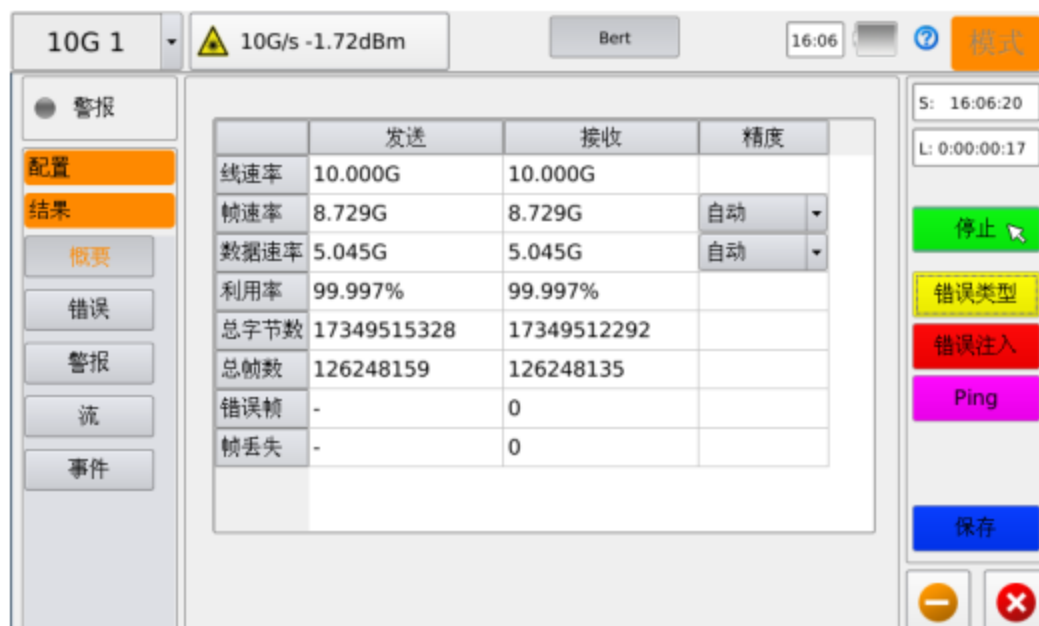 10G 1
10G/s -1.72dBm
Bert
16:06
模式
警报
配置
结果
概要
错误
警报
流
事件
发送 接收 精度
线速率 10.000G 10.000G
帧速率 8.729G 8.729G 自动
数据速率 5.045G 5.045G 自动
利用率 99.997% 99.997%
总字节数 17349515328 17349512292
总帧数 126248159 126248135
错误帧 - 0
帧丢失 - 0
S: 16:06:20
L: 0:00:00:17
停止
错误类型
错误注入
Ping
保存